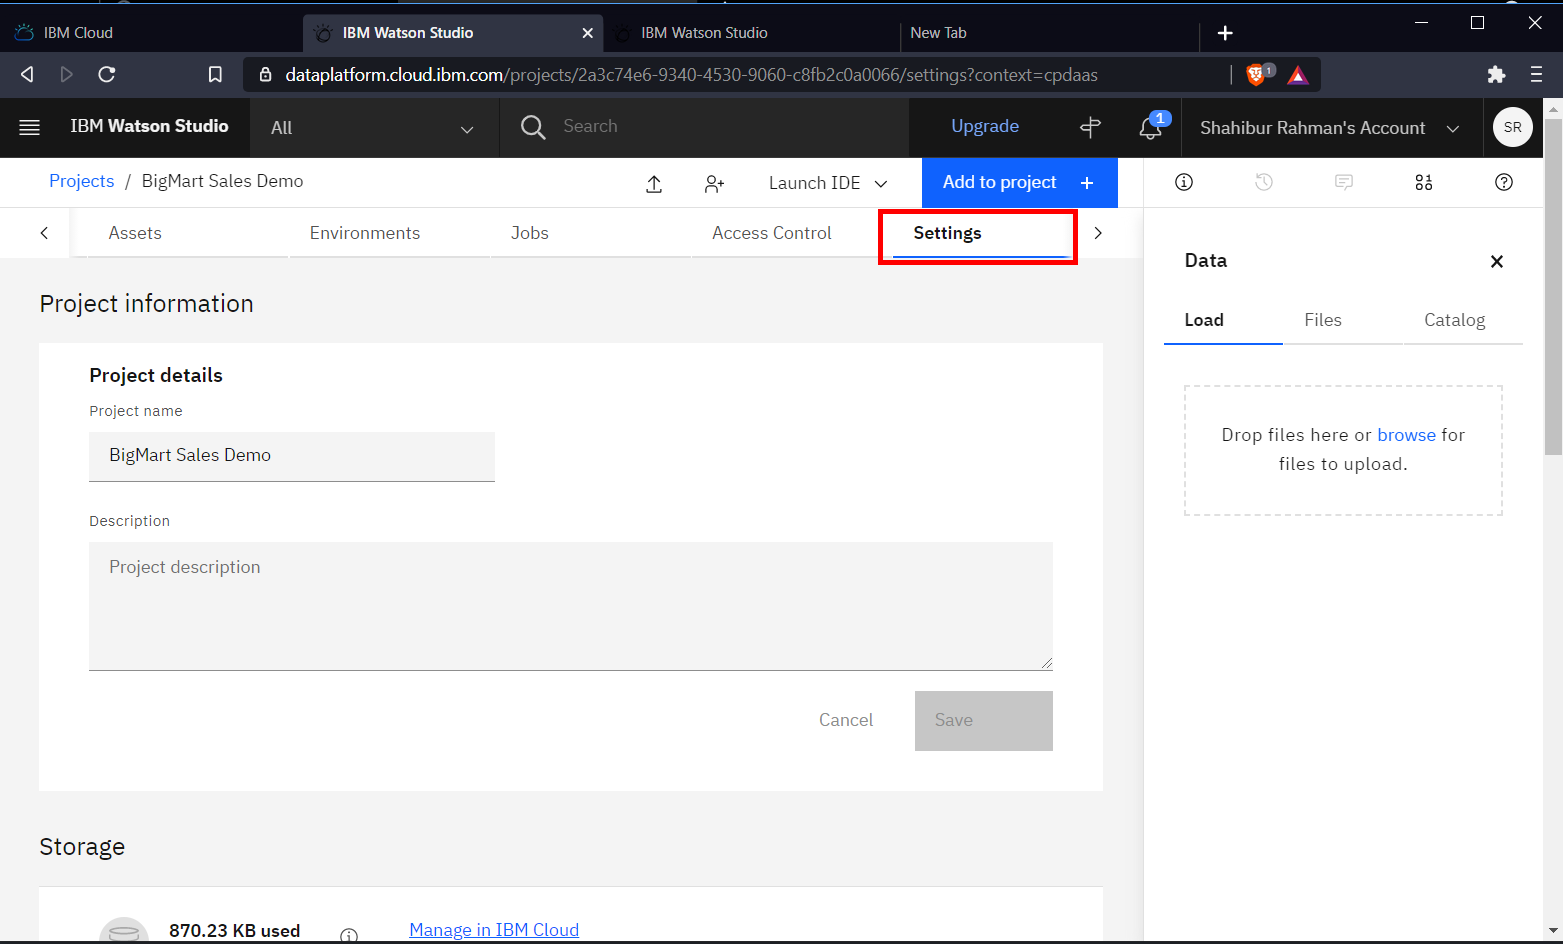 IBM Cloud
IBM Watson Studio
IBM Watson Studio
New Tab
dataplatform.cloud.ibm.com/projects/2a3c74e6-9340-4530-9060-c8fb2c0a0066/settings?context=cpdaas
1
IBM Watson Studio
All
Search
Upgrade
1
Shahibur Rahman's Account
SR
Projects / BigMart Sales Demo
Launch IDE
Add to project +
Assets
Environments
Jobs
Access Control
Settings
Project information
Project details
Project name
BigMart Sales Demo
Description
Project description
Cancel
Save
Storage
870.23 KB used
Manage in IBM Cloud
Data
Load
Files
Catalog
Drop files here or browse for
files to upload.